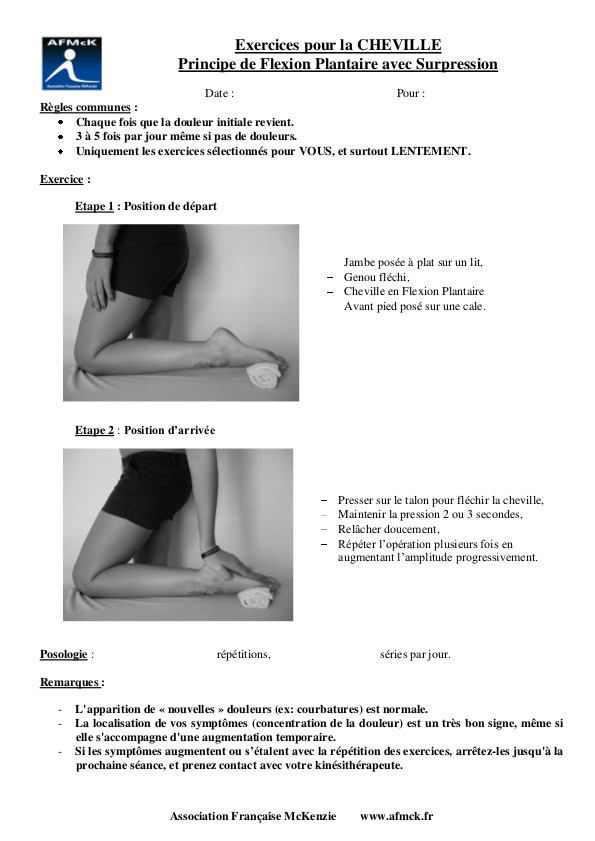 AFMcK
Association Française McKenzie
Exercices pour la CHEVILLE
Principe de Flexion Plantaire avec Surpression
Date : Pour :
Règles communes :
• Chaque fois que la douleur initiale revient.
• 3 à 5 fois par jour même si pas de douleurs.
• Uniquement les exercices sélectionnés pour VOUS, et surtout LENTEMENT.
Exercice :
Etape 1 : Position de départ
Jambe posée à plat sur un lit,
– Genou fléchi,
– Cheville en Flexion Plantaire
Avant pied posé sur une cale.
Etape 2 : Position d’arrivée
– Presser sur le talon pour fléchir la cheville,
– Maintenir la pression 2 ou 3 secondes,
– Relâcher doucement,
– Répéter l’opération plusieurs fois en
augmentant l’amplitude progressivement.
Posologie : répétitions, séries par jour.
Remarques :
- L'apparition de « nouvelles » douleurs (ex: courbatures) est normale.
- La localisation de vos symptômes (concentration de la douleur) est un très bon signe, même si
elle s'accompagne d'une augmentation temporaire.
- Si les symptômes augmentent ou s’étalent avec la répétition des exercices, arrêtez-les jusqu'à la
prochaine séance, et prenez contact avec votre kinésithérapeute.
Association Française McKenzie www.afmck.fr